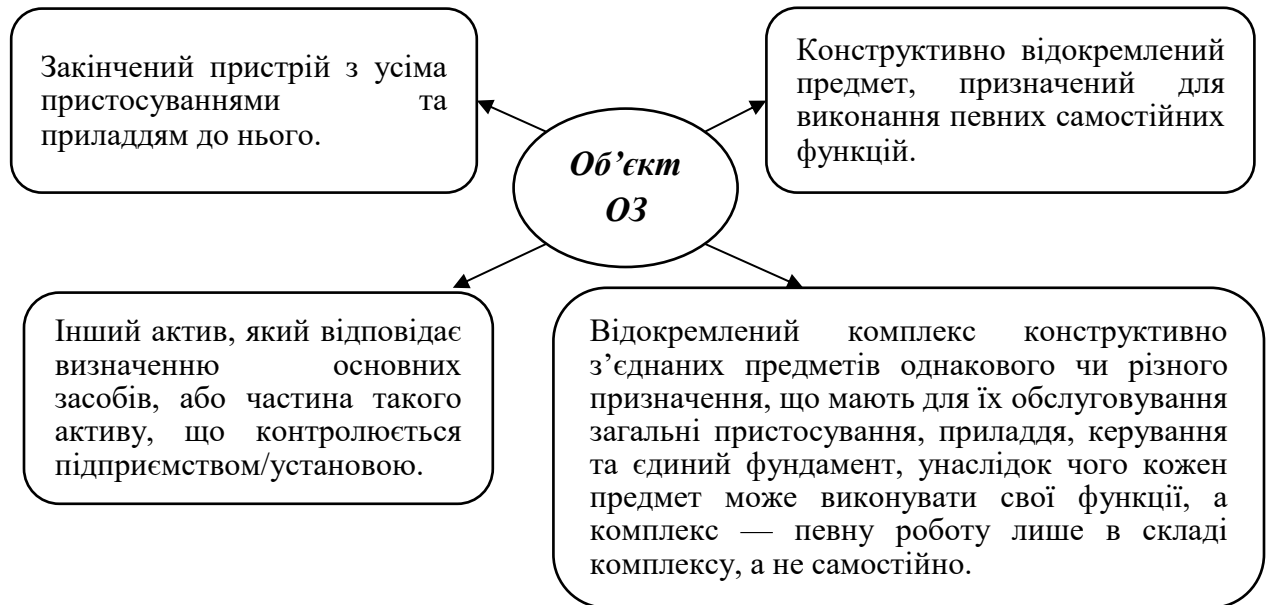 Закінчений пристрій з усіма
пристосуваннями та
приладдям до нього.
Конструктивно відокремлений
предмет, призначений для
виконання певних самостійних
функцій.
Об’єкт
ОЗ
Інший актив, який відповідає
визначенню основних
засобів, або частина такого
активу, що контролюється
підприємством/установою.
Відокремлений комплекс конструктивно
з’єднаних предметів однакового чи різного
призначення, що мають для їх обслуговування
загальні пристосування, приладдя, керування
та єдиний фундамент, унаслідок чого кожен
предмет може виконувати свої функції, а
комплекс — певну роботу лише в складі
комплексу, а не самостійно.